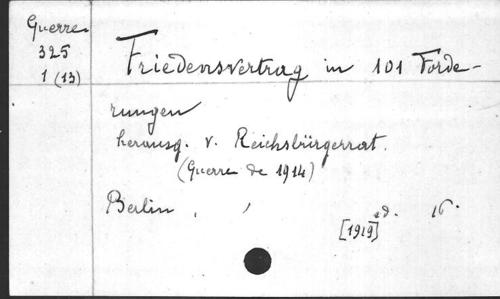 Guerre
325
1 (13)
Friedensvertrag in 101 Forde-
rungen
herausg. v. Reichsbürgerrat.
(Guerre de 1914)
Berlin , ,
[1919] 16.